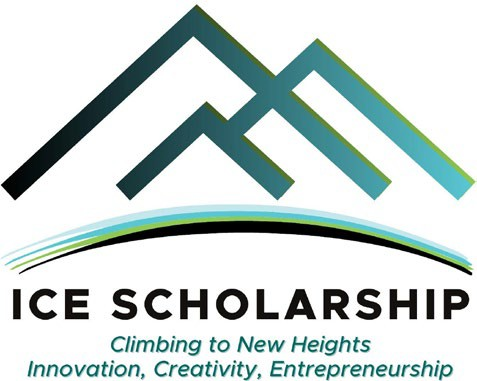 ICE SCHOLARSHIP
Climbing to New Heights
Innovation, Creativity, Entrepreneurship